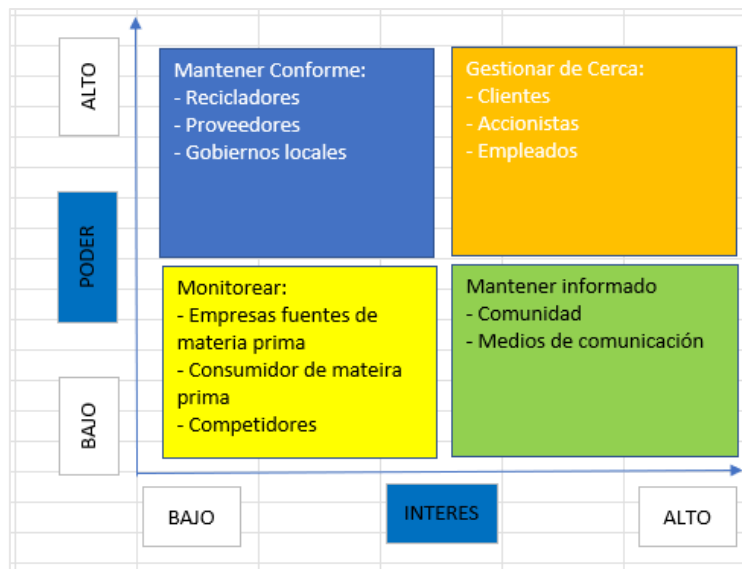 ALTO
Mantener Conforme:
- Recicladores
- Proveedores
- Gobiernos locales
Gestionar de Cerca:
- Clientes
- Accionistas
- Empleados
PODER
Monitorear:
- Empresas fuentes de
materia prima
- Consumidor de mateira
prima
- Competidores
Mantener informado
- Comunidad
- Medios de comunicación
BAJO
BAJO
INTERES
ALTO